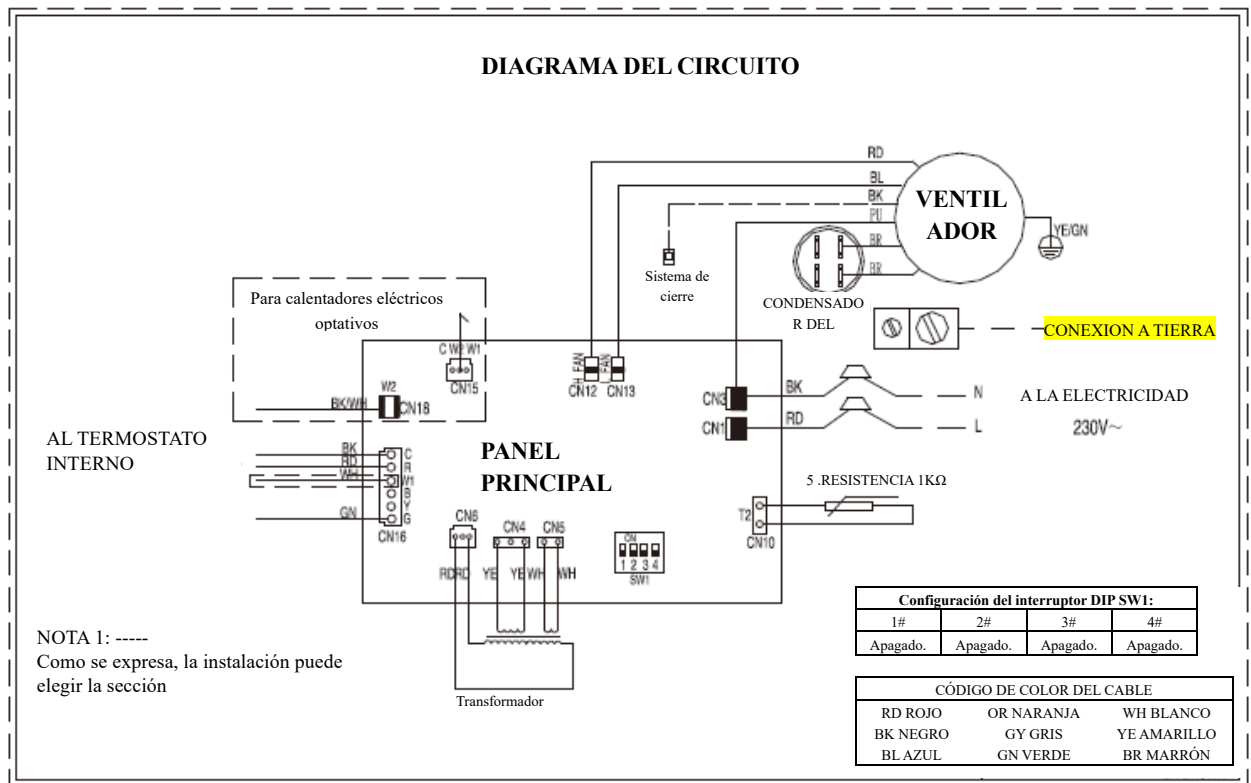 DIAGRAMA DEL CIRCUITO
RD
BL
BK
PU
BR
BR
VENTIL
ADOR
YE/GN
Sistema de
cierre
CONDENSADO
R DEL
CONEXION A TIERRA
Para calentadores eléctricos
optativos
C W2 W1
CN15
W2
BK/WH
CN18
H FAN
L FAN
CN12
CN13
CN3
BK
N
CN1
RD
L
A LA ELECTRICIDAD
230V～
AL TERMOSTATO
INTERNO
BK
C
RD
R
WH
W1
B
Y
GN
G
CN16
PANEL
PRINCIPAL
5 .RESISTENCIA 1KΩ
T2
CN10
CN6
CN4
CN5
RD RD
YE
YE WH
WH
ON
1 2 3 4
SW1
Transformador
NOTA 1: -----
Como se expresa, la instalación puede
elegir la sección
Configuración del interruptor DIP SW1:
1# 2# 3# 4#
Apagado. Apagado. Apagado. Apagado.
CÓDIGO DE COLOR DEL CABLE
RD ROJO OR NARANJA WH BLANCO
BK NEGRO GY GRIS YE AMARILLO
BL AZUL GN VERDE BR MARRÓN